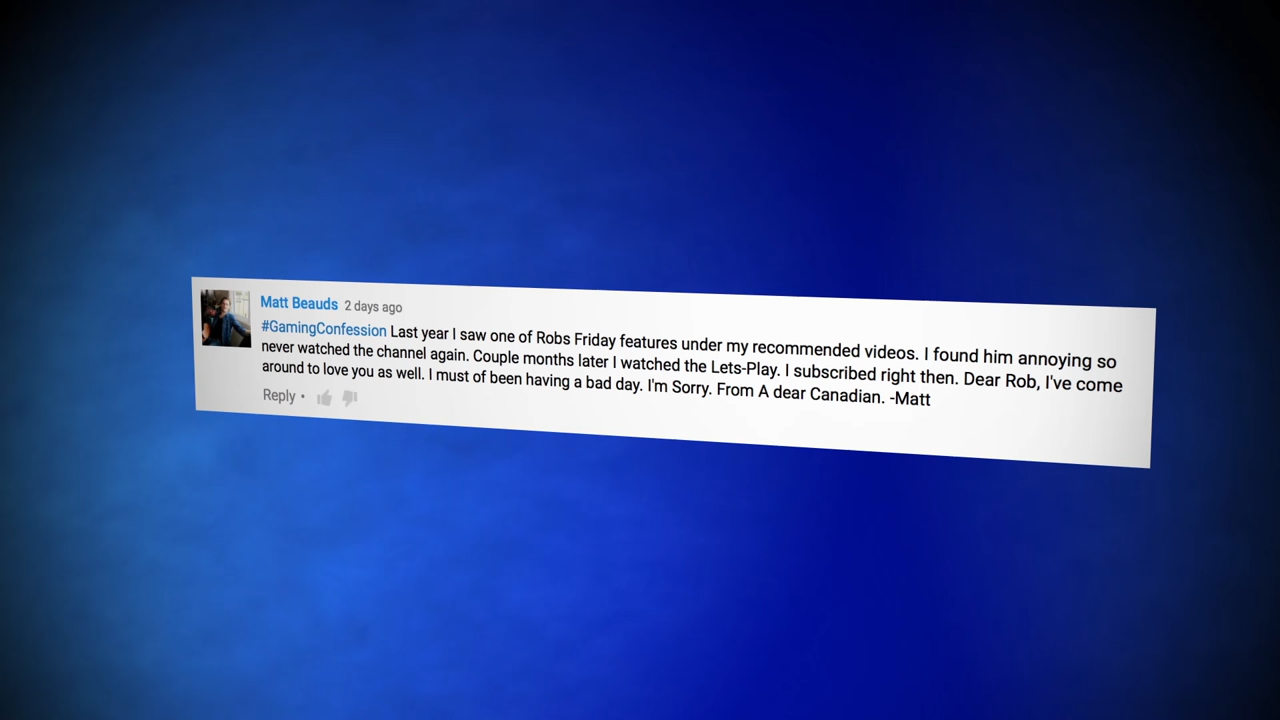 Matt Beauds 2 days ago
#GamingConfession Last year I saw one of Robs Friday features under my recommended videos. I found him annoying so
never watched the channel again. Couple months later I watched the Lets-Play. I subscribed right then. Dear Rob, I've come
around to love you as well. I must of been having a bad day. I'm Sorry. From A dear Canadian. -Matt
Reply •